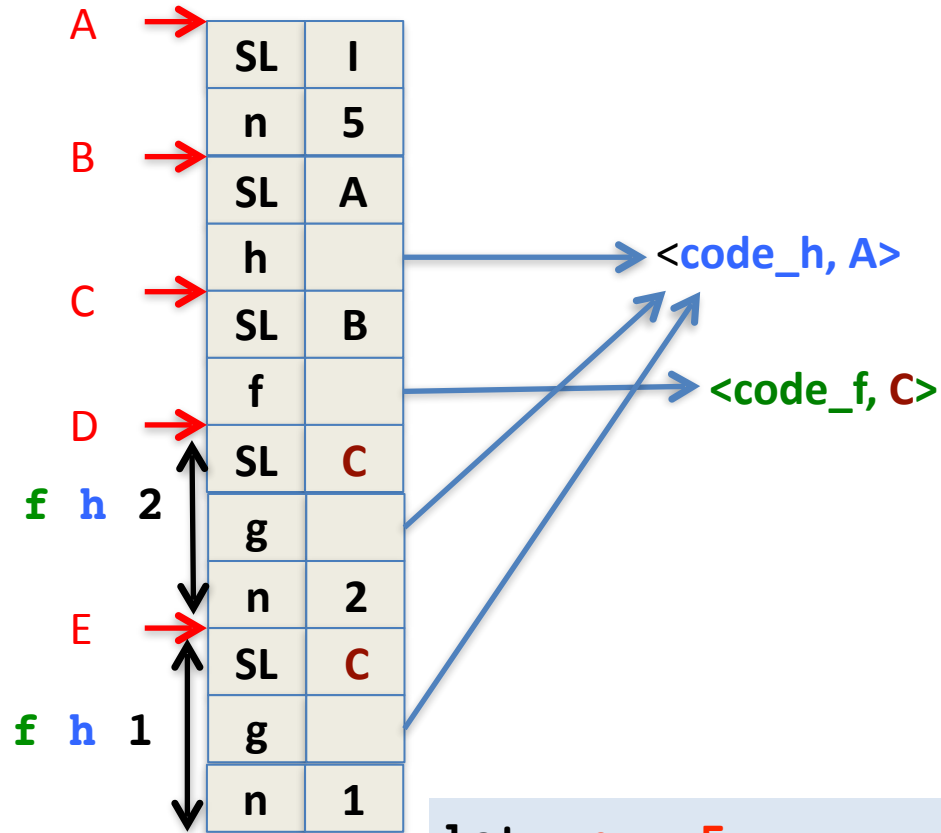 A
SL I
n 5
B
SL A
h
<code_h, A>
C
SL B
f
<code_f, C>
D
SL C
f h 2
g
n 2
E
SL C
f h 1
g
n 1